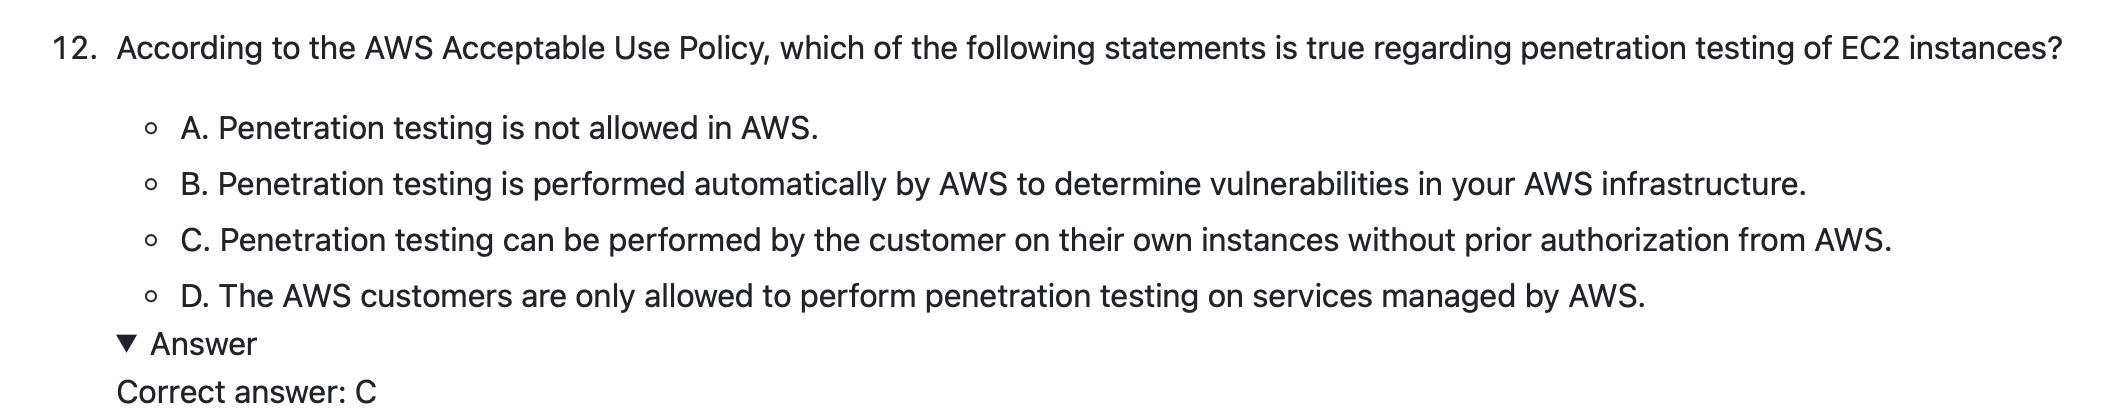 12. According to the AWS Acceptable Use Policy, which of the following statements is true regarding penetration testing of EC2 instances?
A. Penetration testing is not allowed in AWS.
B. Penetration testing is performed automatically by AWS to determine vulnerabilities in your AWS infrastructure.
C. Penetration testing can be performed by the customer on their own instances without prior authorization from AWS.
D. The AWS customers are only allowed to perform penetration testing on services managed by AWS.
Answer
Correct answer: C